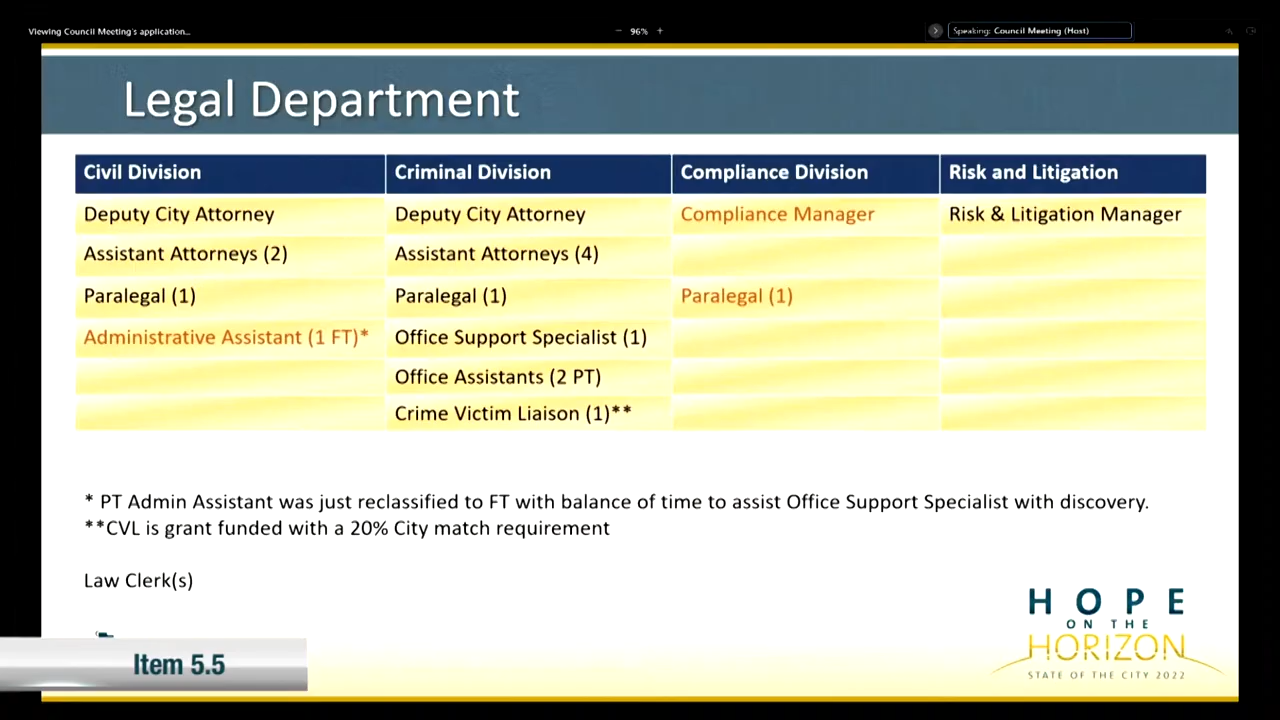 Viewing Council Meeting's application...
− 96% +
Speaking: Council Meeting (Host)
Legal Department
Civil Division Criminal Division Compliance Division Risk and Litigation
Deputy City Attorney Deputy City Attorney Compliance Manager Risk & Litigation Manager
Assistant Attorneys (2) Assistant Attorneys (4)
Paralegal (1) Paralegal (1) Paralegal (1)
Administrative Assistant (1 FT)* Office Support Specialist (1)
Office Assistants (2 PT)
Crime Victim Liaison (1)**
* PT Admin Assistant was just reclassified to FT with balance of time to assist Office Support Specialist with discovery.
**CVL is grant funded with a 20% City match requirement
Law Clerk(s)
HOPE
ON THE
HORIZON
STATE OF THE CITY 2022
Item 5.5